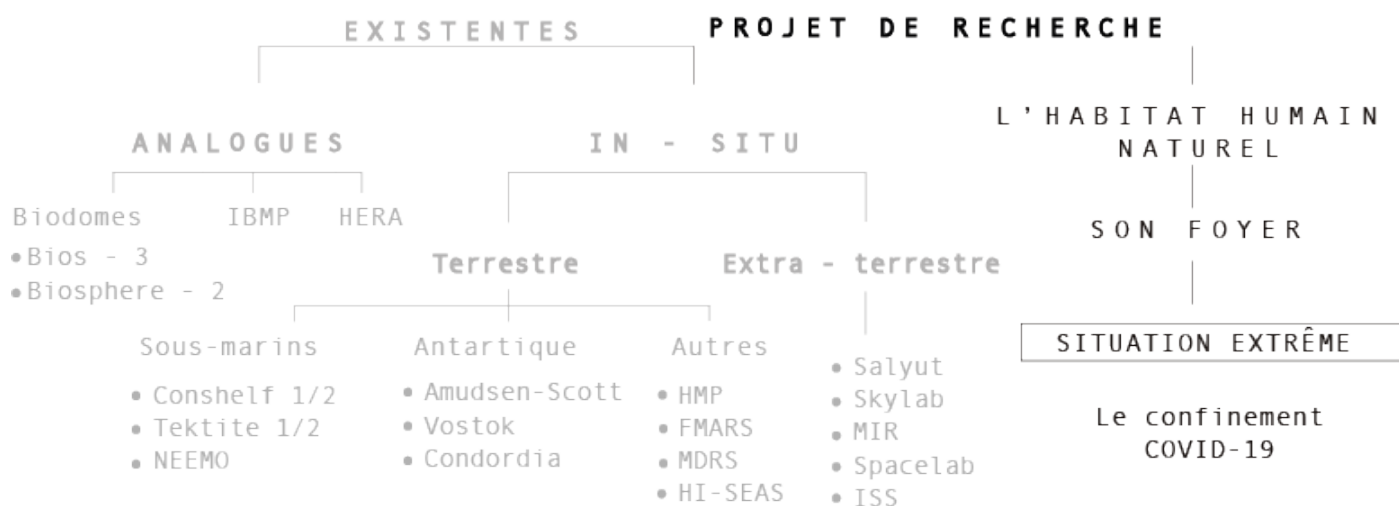 EXISTENTES
PROJET DE RECHERCHE
ANALOGUES
IN - SITU
L'HABITAT HUMAIN
NATUREL
Biodomes
IBMP
HERA
• Bios - 3
• Biosphere - 2
SON FOYER
Terrestre
Extra - terrestre
Sous-marins
Antartique
Autres
SITUATION EXTRÊME
• Conshelf 1/2
• Tektite 1/2
• NEEMO
• Amudsen-Scott
• Vostok
• Condordia
• HMP
• FMARS
• MDRS
• HI-SEAS
• Salyut
• Skylab
• MIR
• Spacelab
• ISS
Le confinement
COVID-19